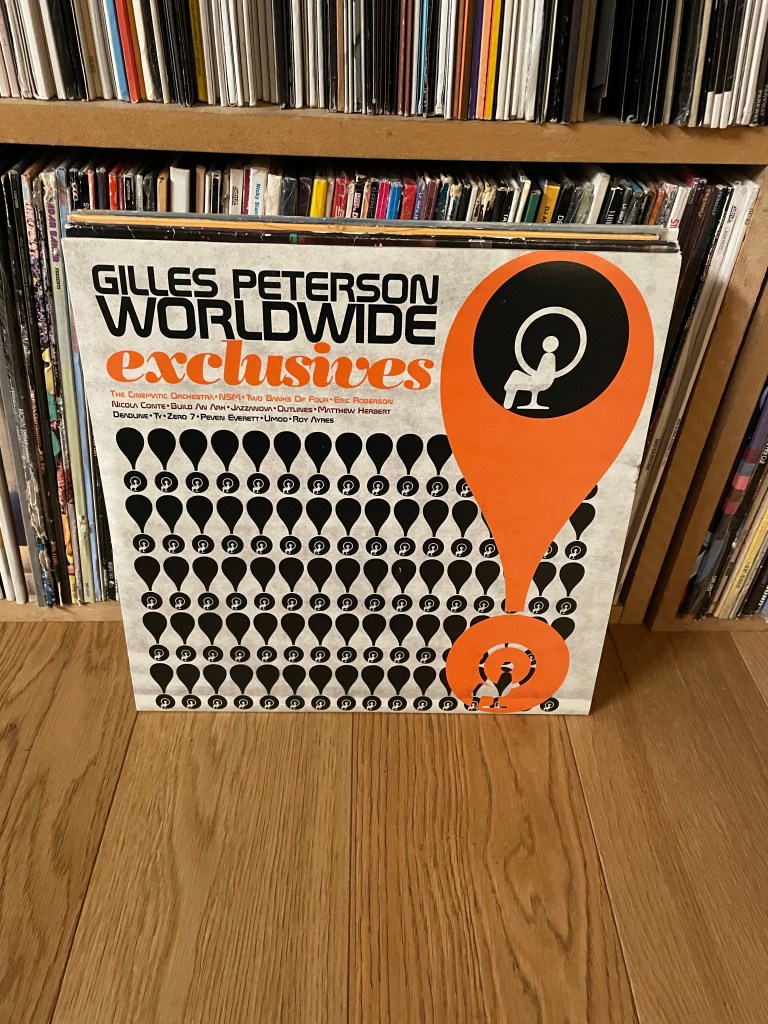 GILLES PETERSON
WORLDWIDE
exclusives
The Cinematic Orchestra • NSM • Two Banks Of Four • Eric Roberson
Nicola Conte • Build An Ark • Jazzanova • Outlines • Matthew Herbert
Deadline • Ty • Zero 7 • Peven Everett • Umod • Roy Ayres